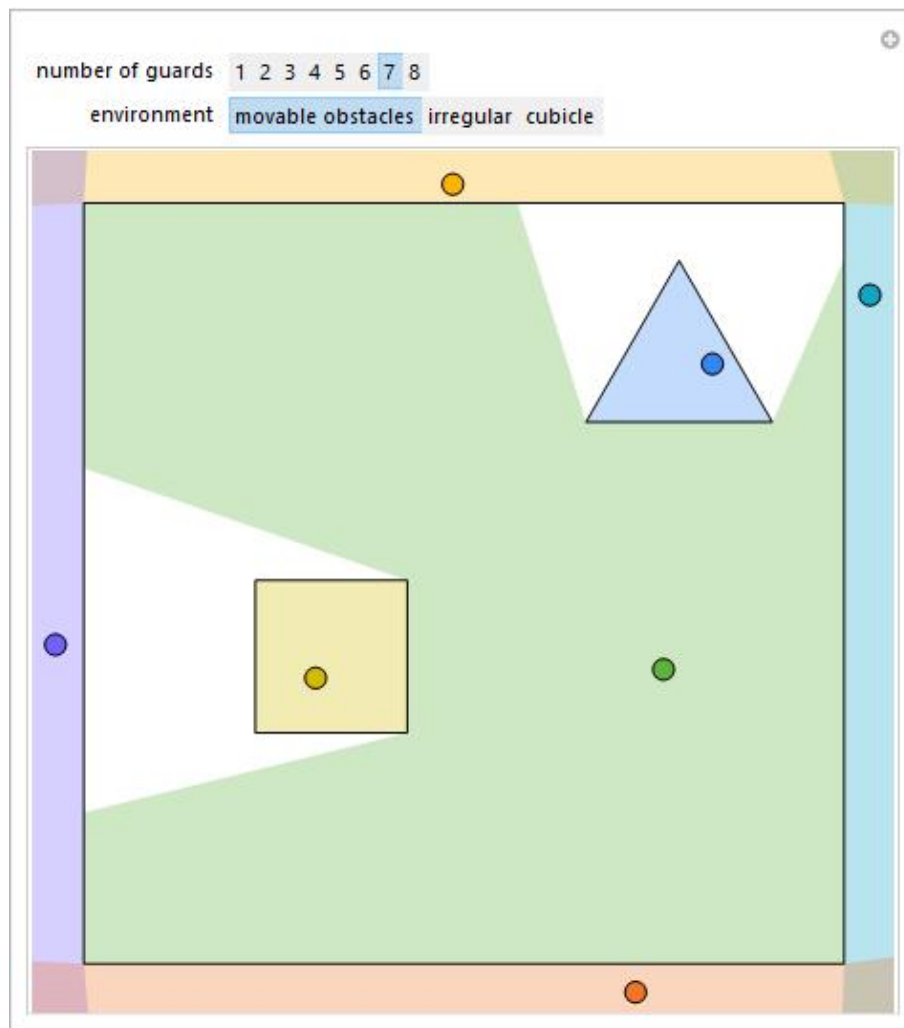 number of guards 1 2 3 4 5 6 7 8
environment movable obstacles irregular cubicle